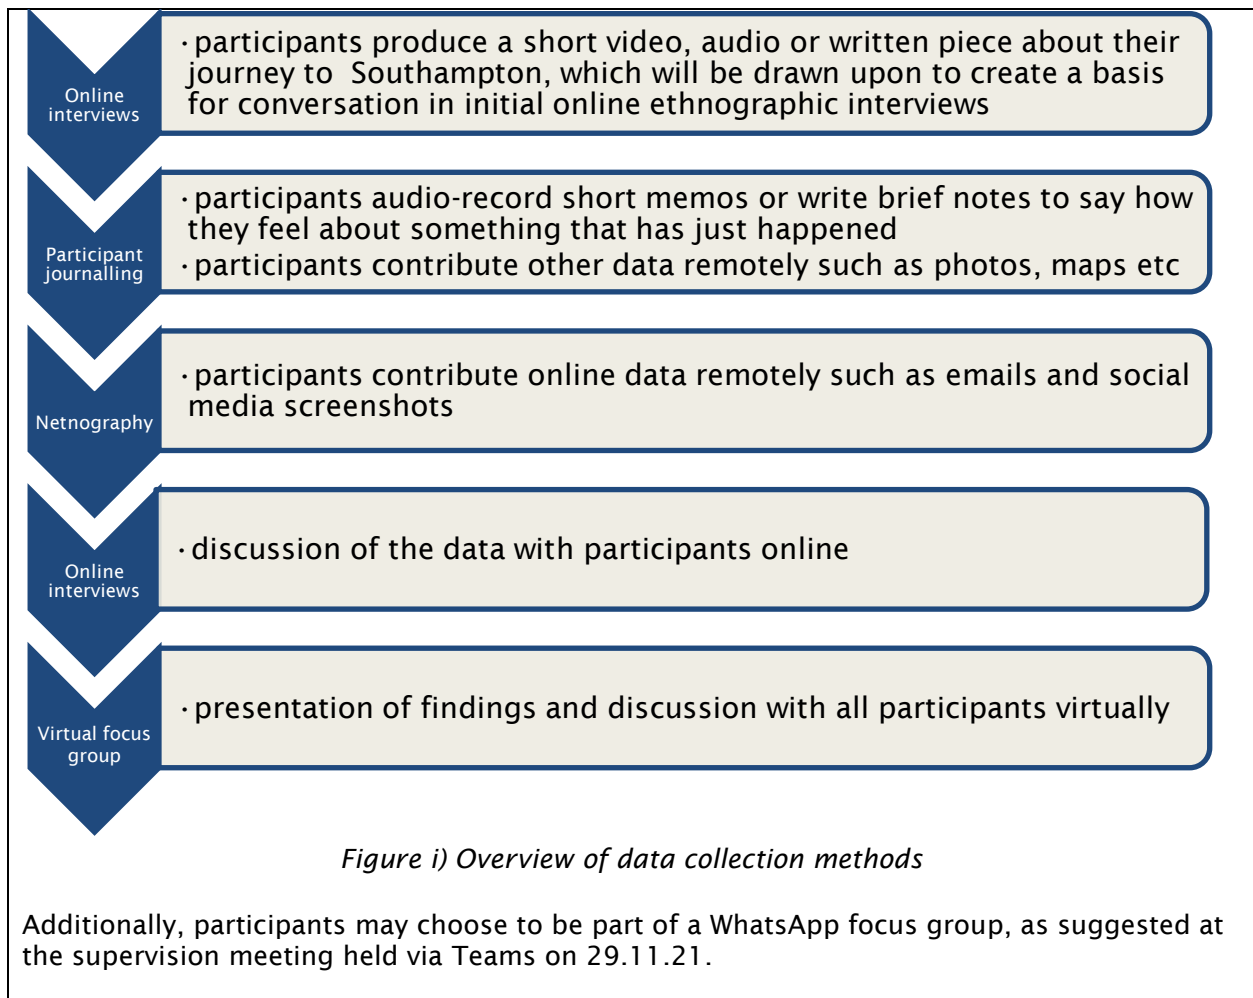 Online
interviews
· participants produce a short video, audio or written piece about their
journey to  Southampton, which will be drawn upon to create a basis
for conversation in initial online ethnographic interviews
Participant
journalling
· participants audio-record short memos or write brief notes to say how
they feel about something that has just happened
· participants contribute other data remotely such as photos, maps etc
Netnography
· participants contribute online data remotely such as emails and social
media screenshots
Online
interviews
· discussion of the data with participants online
Virtual focus
group
· presentation of findings and discussion with all participants virtually
Figure i) Overview of data collection methods
Additionally, participants may choose to be part of a WhatsApp focus group, as suggested at
the supervision meeting held via Teams on 29.11.21.